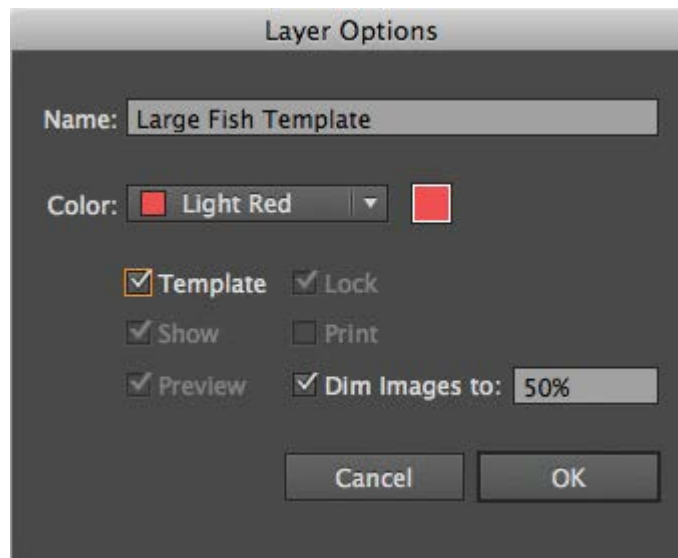 Layer Options
Name: Large Fish Template
Color: Light Red
Template Lock
Show Print
Preview Dim Images to: 50%
Cancel OK